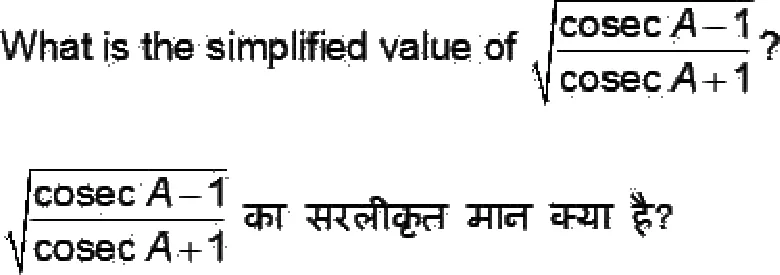 What is the simplified value of √((cosec A−1)/(cosec A+1))?
√((cosec A−1)/(cosec A+1)) का सरलीकृत मान क्या है?